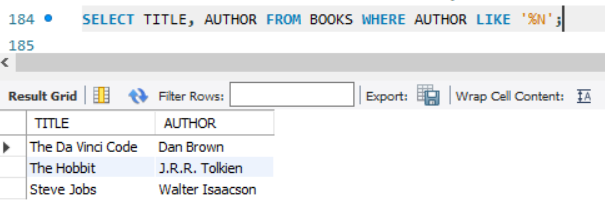 184 SELECT TITLE, AUTHOR FROM BOOKS WHERE AUTHOR LIKE '%N';
185
Result Grid Filter Rows: Export: Wrap Cell Content: IA
TITLE AUTHOR
The Da Vinci Code Dan Brown
The Hobbit J.R.R. Tolkien
Steve Jobs Walter Isaacson